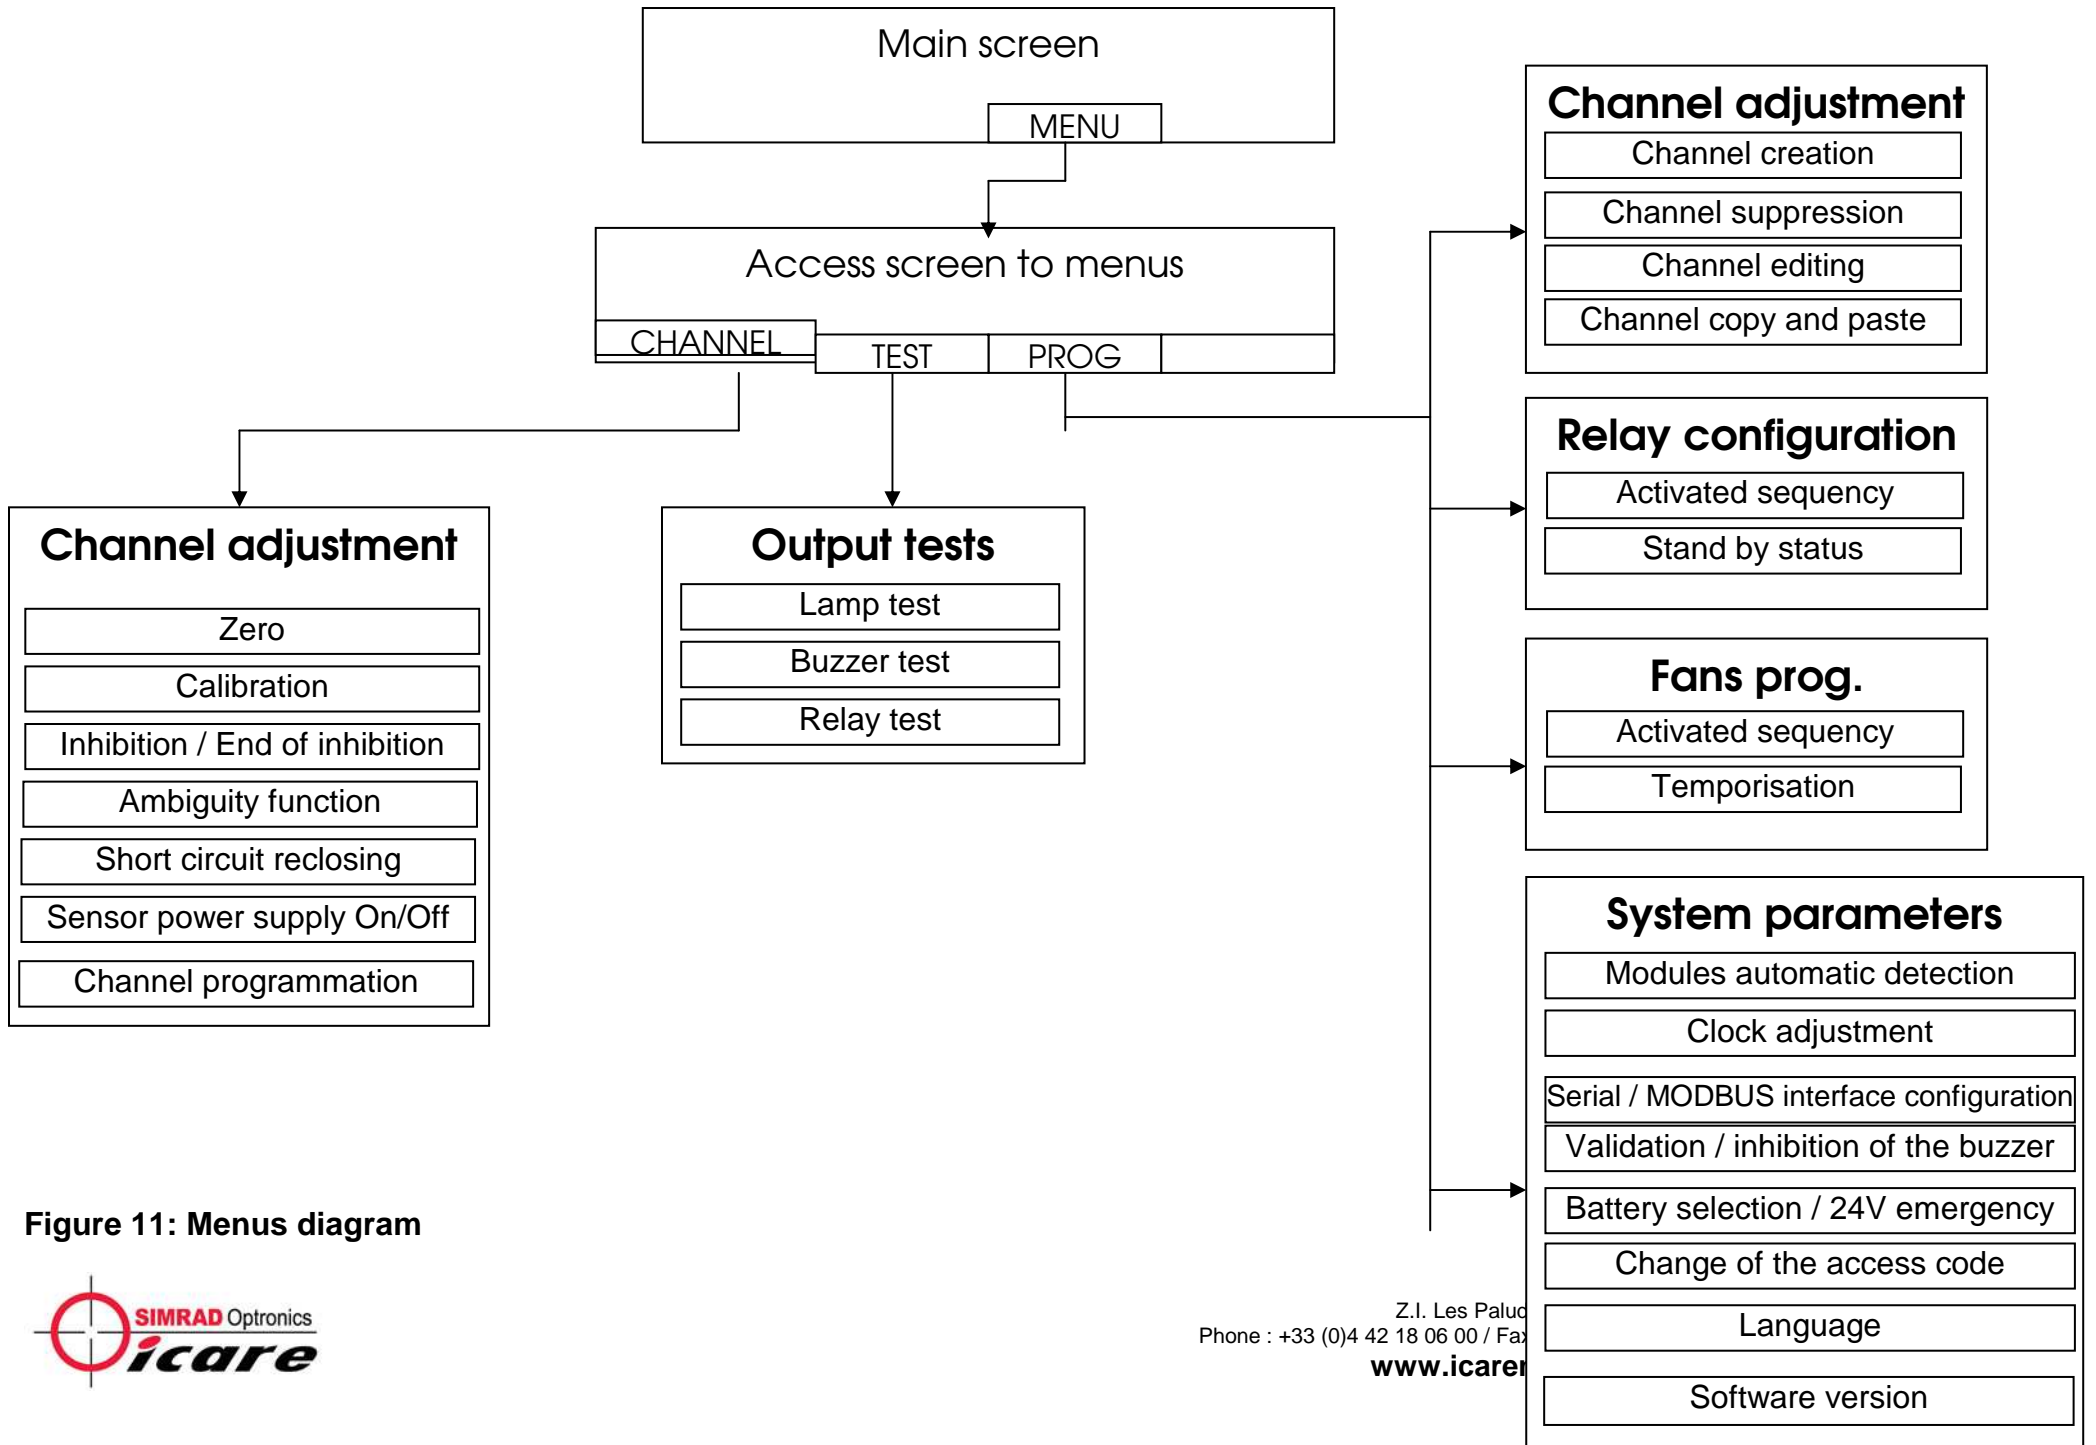 Main screen
MENU
Access screen to menus
CHANNEL
TEST
PROG
Channel adjustment
Zero
Calibration
Inhibition / End of inhibition
Ambiguity function
Short circuit reclosing
Sensor power supply On/Off
Channel programmation
Output tests
Lamp test
Buzzer test
Relay test
Channel adjustment
Channel creation
Channel suppression
Channel editing
Channel copy and paste
Relay configuration
Activated sequency
Stand by status
Fans prog.
Activated sequency
Temporisation
System parameters
Modules automatic detection
Clock adjustment
Serial / MODBUS interface configuration
Validation / inhibition of the buzzer
Battery selection / 24V emergency
Change of the access code
Language
Software version
Figure 11: Menus diagram
SIMRAD Optronics
icare
Z.I. Les
Phone : +33 (0)4 42 18 06 00 /